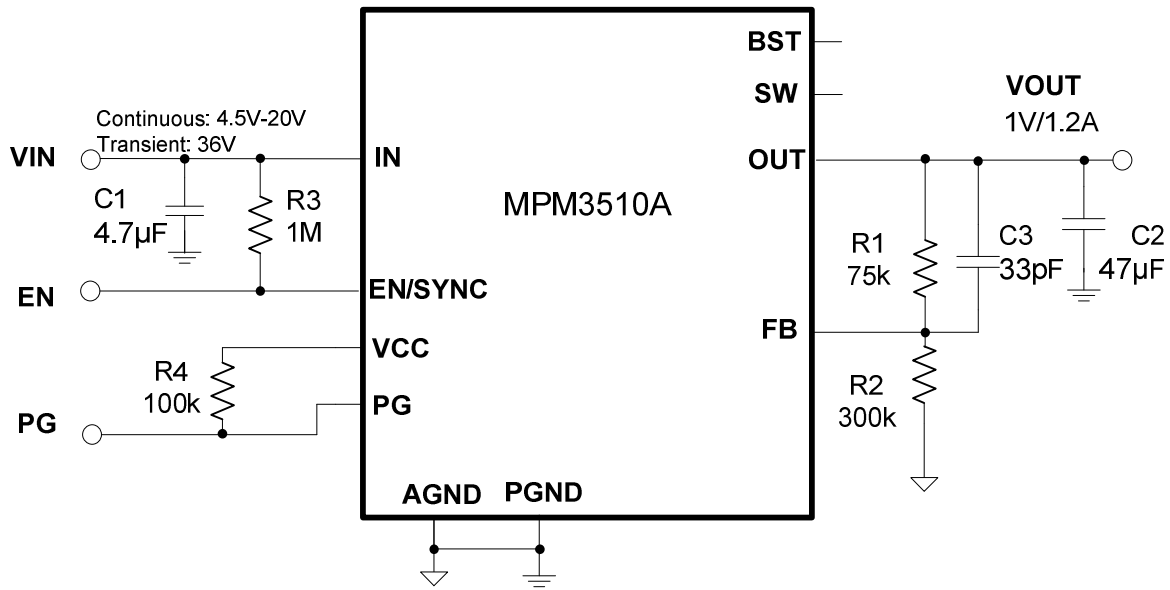 BST
SW
VOUT
1V/1.2A
Continuous: 4.5V-20V
Transient: 36V
VIN
IN
OUT
MPM3510A
C1
4.7µF
R3
1M
R1
75k
C3
33pF
C2
47µF
EN
EN/SYNC
FB
VCC
R4
100k
PG
PG
R2
300k
AGND
PGND